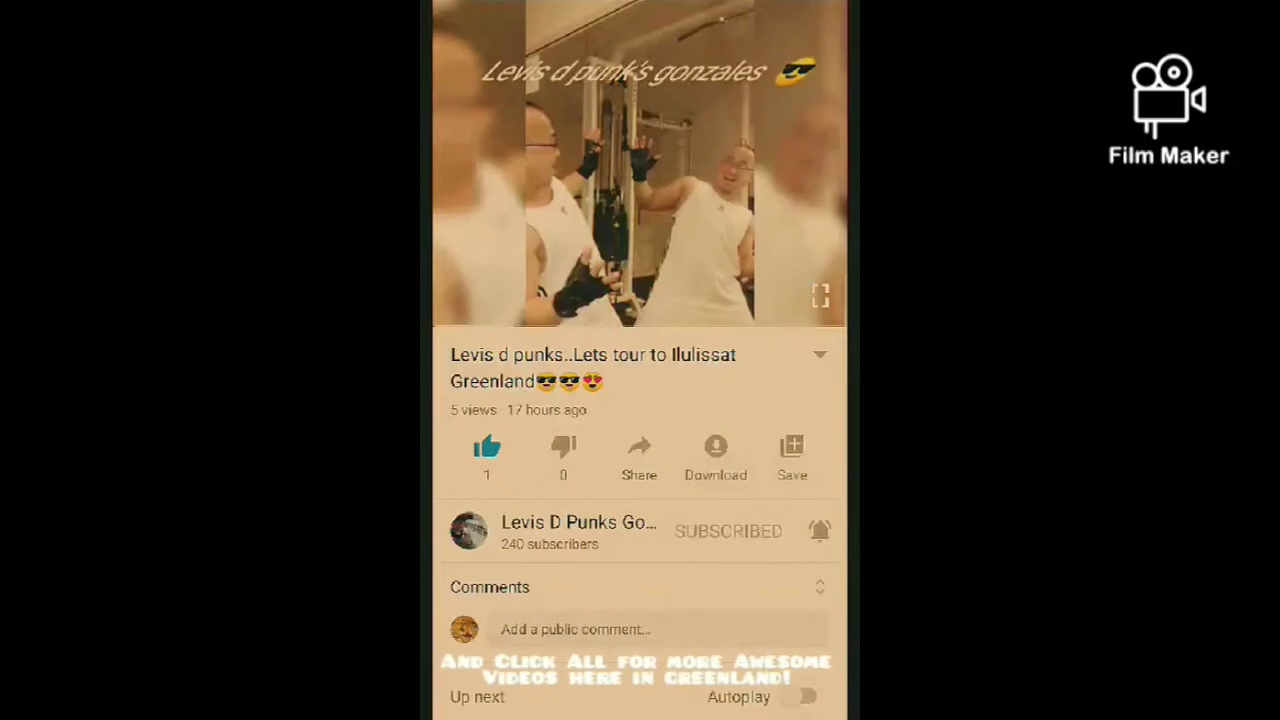 Levis d punk's gonzales 😎
Film Maker
Levis d punks..Lets tour to Ilulissat
Greenland😎😎😍
5 views · 17 hours ago
1
0
Share
Download
Save
Levis D Punks Go...
SUBSCRIBED
240 subscribers
Comments
Add a public comment...
And Click All for more Awesome
Videos here in Greenland!
Up next
Autoplay